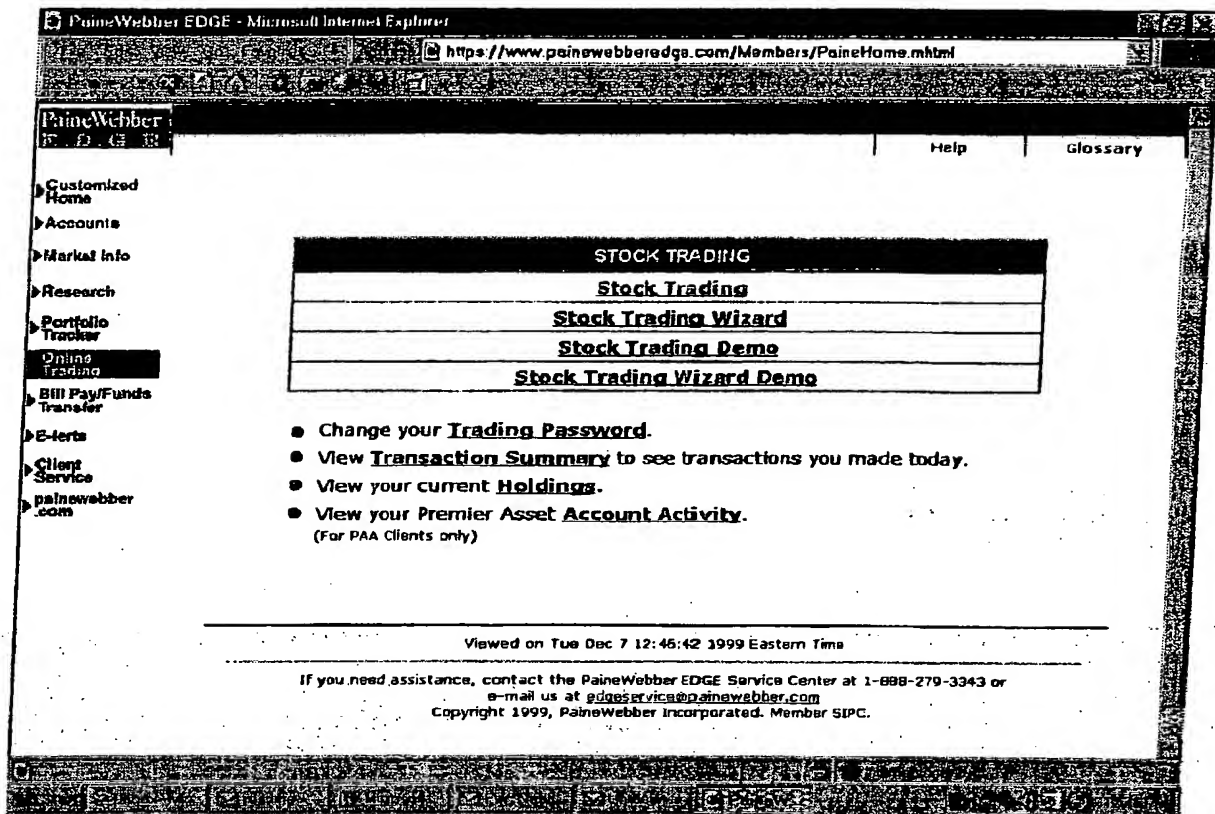 PaineWebber EDGE - Microsoft Internet Explorer
https://www.painewebberedge.com/Members/PaineHome.mhtml
PaineWebber
EDGE
Help
Glossary
Customized
Home
Accounts
Market Info
Research
Portfolio
Tracker
Online
Trading
Bill Pay/Funds
Transfer
E-lerts
Client
Service
painewebber
.com
STOCK TRADING
Stock Trading
Stock Trading Wizard
Stock Trading Demo
Stock Trading Wizard Demo
Change your Trading Password.
View Transaction Summary to see transactions you made today.
View your current Holdings.
View your Premier Asset Account Activity.
(For PAA Clients only)
Viewed on Tue Dec 7 12:46:42 1999 Eastern Time
If you need assistance, contact the PaineWebber EDGE Service Center at 1-888-279-3343 or
e-mail us at edgeservice@painewebber.com
Copyright 1999, PaineWebber Incorporated. Member SIPC.